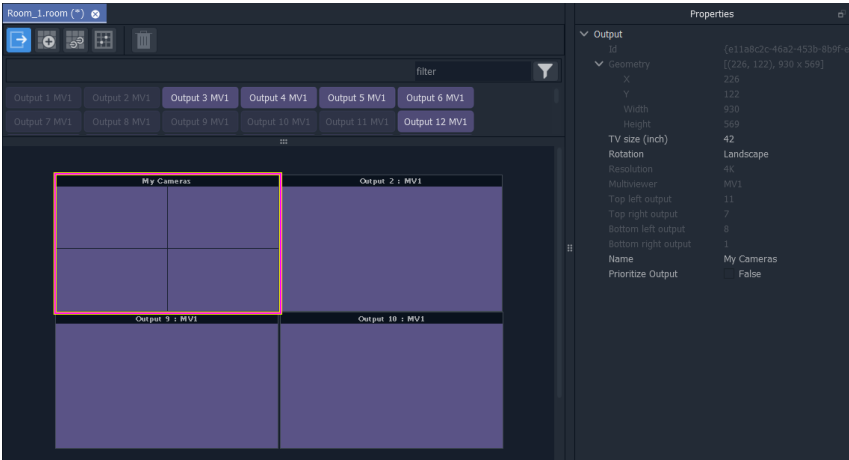 Room_1.room (*)
filter
Output 1 MV1 Output 2 MV1 Output 3 MV1 Output 4 MV1 Output 5 MV1 Output 6 MV1
Output 7 MV1 Output 8 MV1 Output 9 MV1 Output 10 MV1 Output 11 MV1 Output 12 MV1
My Cameras
Output 2 : MV1
Output 9 : MV1
Output 10 : MV1
Properties
Output
Id {e11a8c2c-46a2-453b-8b9f-e
Geometry [(226, 122), 930 x 569]
X 226
Y 122
Width 930
Height 569
TV size (inch) 42
Rotation Landscape
Resolution 4K
Multiviewer MV1
Top left output 11
Top right output 7
Bottom left output 8
Bottom right output 1
Name My Cameras
Prioritize Output False